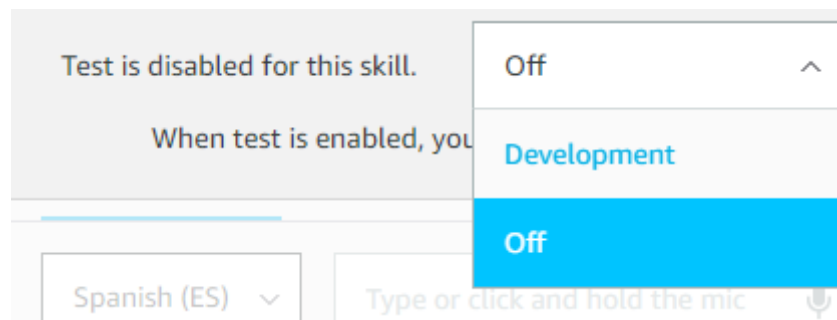 Test is disabled for this skill. Off
When test is enabled, you
Development
Off
Spanish (ES) Type or click and hold the mic